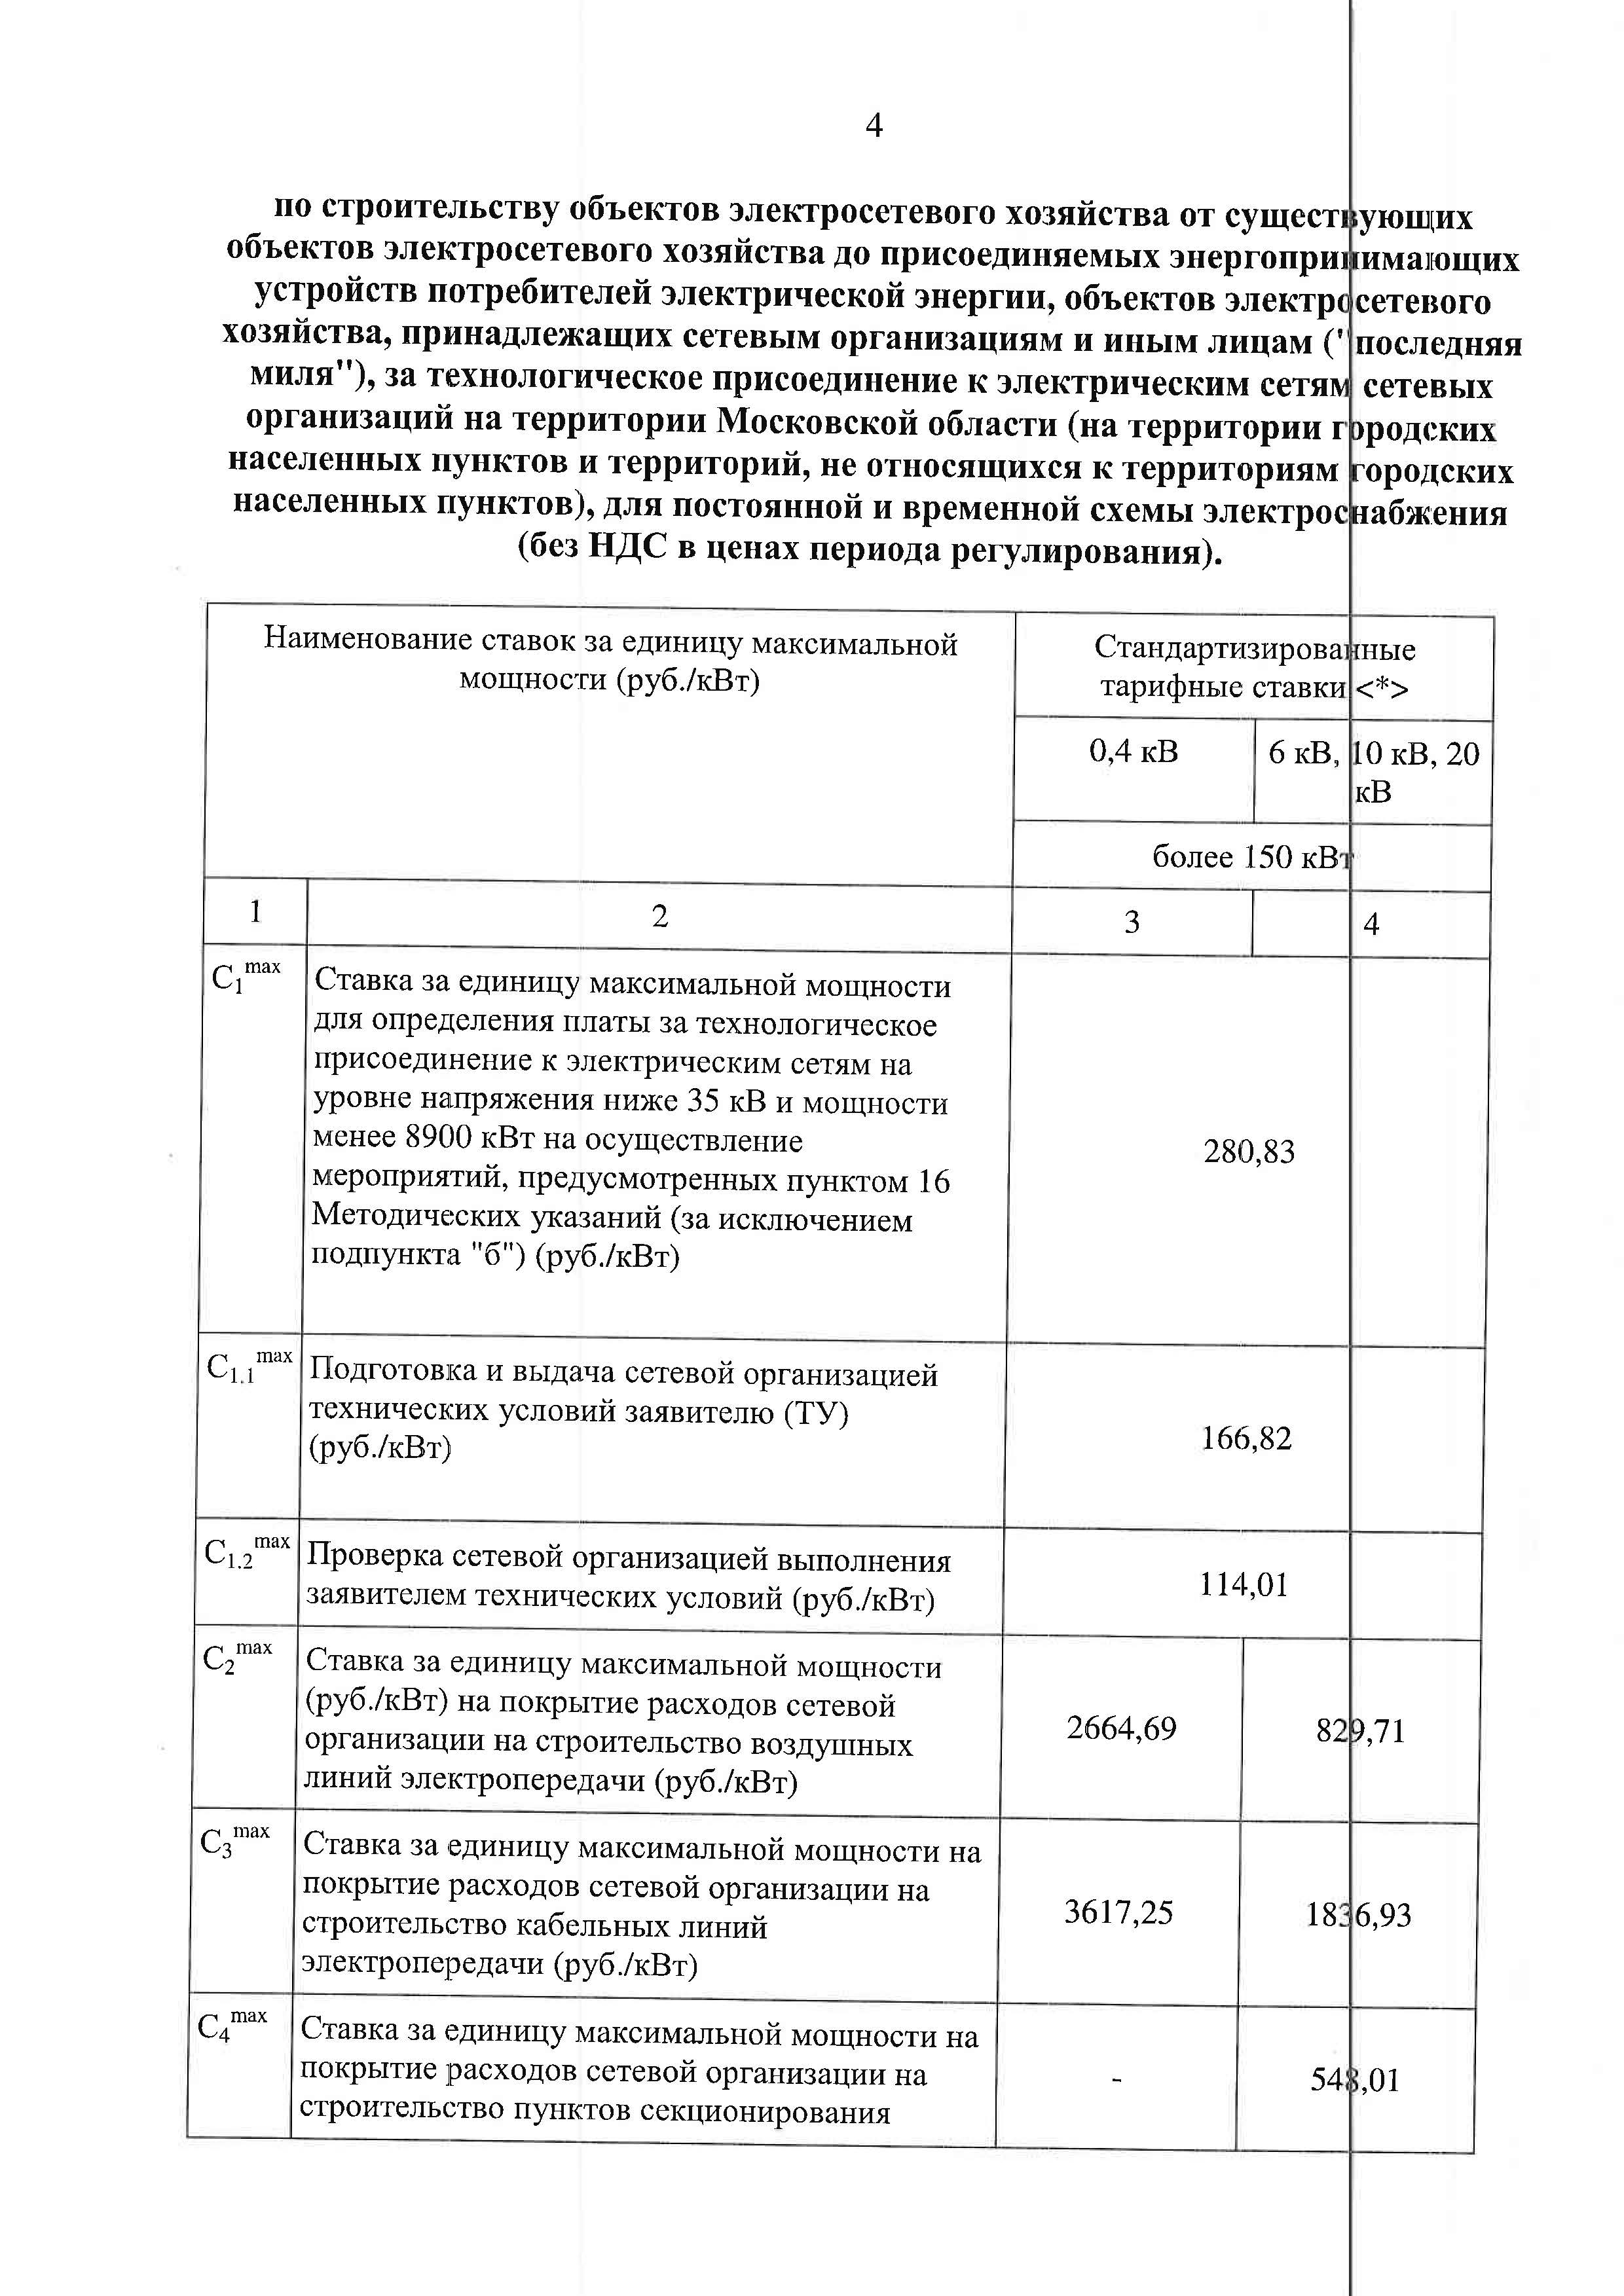 4
по строительству объектов электросетевого хозяйства от существующих
объектов электросетевого хозяйства до присоединяемых энергопринимающих
устройств потребителей электрической энергии, объектов электросетевого
хозяйства, принадлежащих сетевым организациям и иным лицам ("последняя
миля"), за технологическое присоединение к электрическим сетям сетевых
организаций на территории Московской области (на территории городских
населенных пунктов и территорий, не относящихся к территориям городских
населенных пунктов), для постоянной и временной схемы электроснабжения
(без НДС в ценах периода регулирования).
Наименование ставок за единицу максимальной
мощности (руб./кВт)
Стандартизированные
тарифные ставки <*>
0,4 кВ
6 кВ, 10 кВ, 20
кВ
более 150 кВт
1
2
3
4
C1max
Ставка за единицу максимальной мощности
для определения платы за технологическое
присоединение к электрическим сетям на
уровне напряжения ниже 35 кВ и мощности
менее 8900 кВт на осуществление
мероприятий, предусмотренных пунктом 16
Методических указаний (за исключением
подпункта "б") (руб./кВт)
280,83
C1.1max
Подготовка и выдача сетевой организацией
технических условий заявителю (ТУ)
(руб./кВт)
166,82
C1.2max
Проверка сетевой организацией выполнения
заявителем технических условий (руб./кВт)
114,01
C2max
Ставка за единицу максимальной мощности
(руб./кВт) на покрытие расходов сетевой
организации на строительство воздушных
линий электропередачи (руб./кВт)
2664,69
829,71
C3max
Ставка за единицу максимальной мощности на
покрытие расходов сетевой организации на
строительство кабельных линий
электропередачи (руб./кВт)
3617,25
1836,93
C4max
Ставка за единицу максимальной мощности на
покрытие расходов сетевой организации на
строительство пунктов секционирования
-
548,01